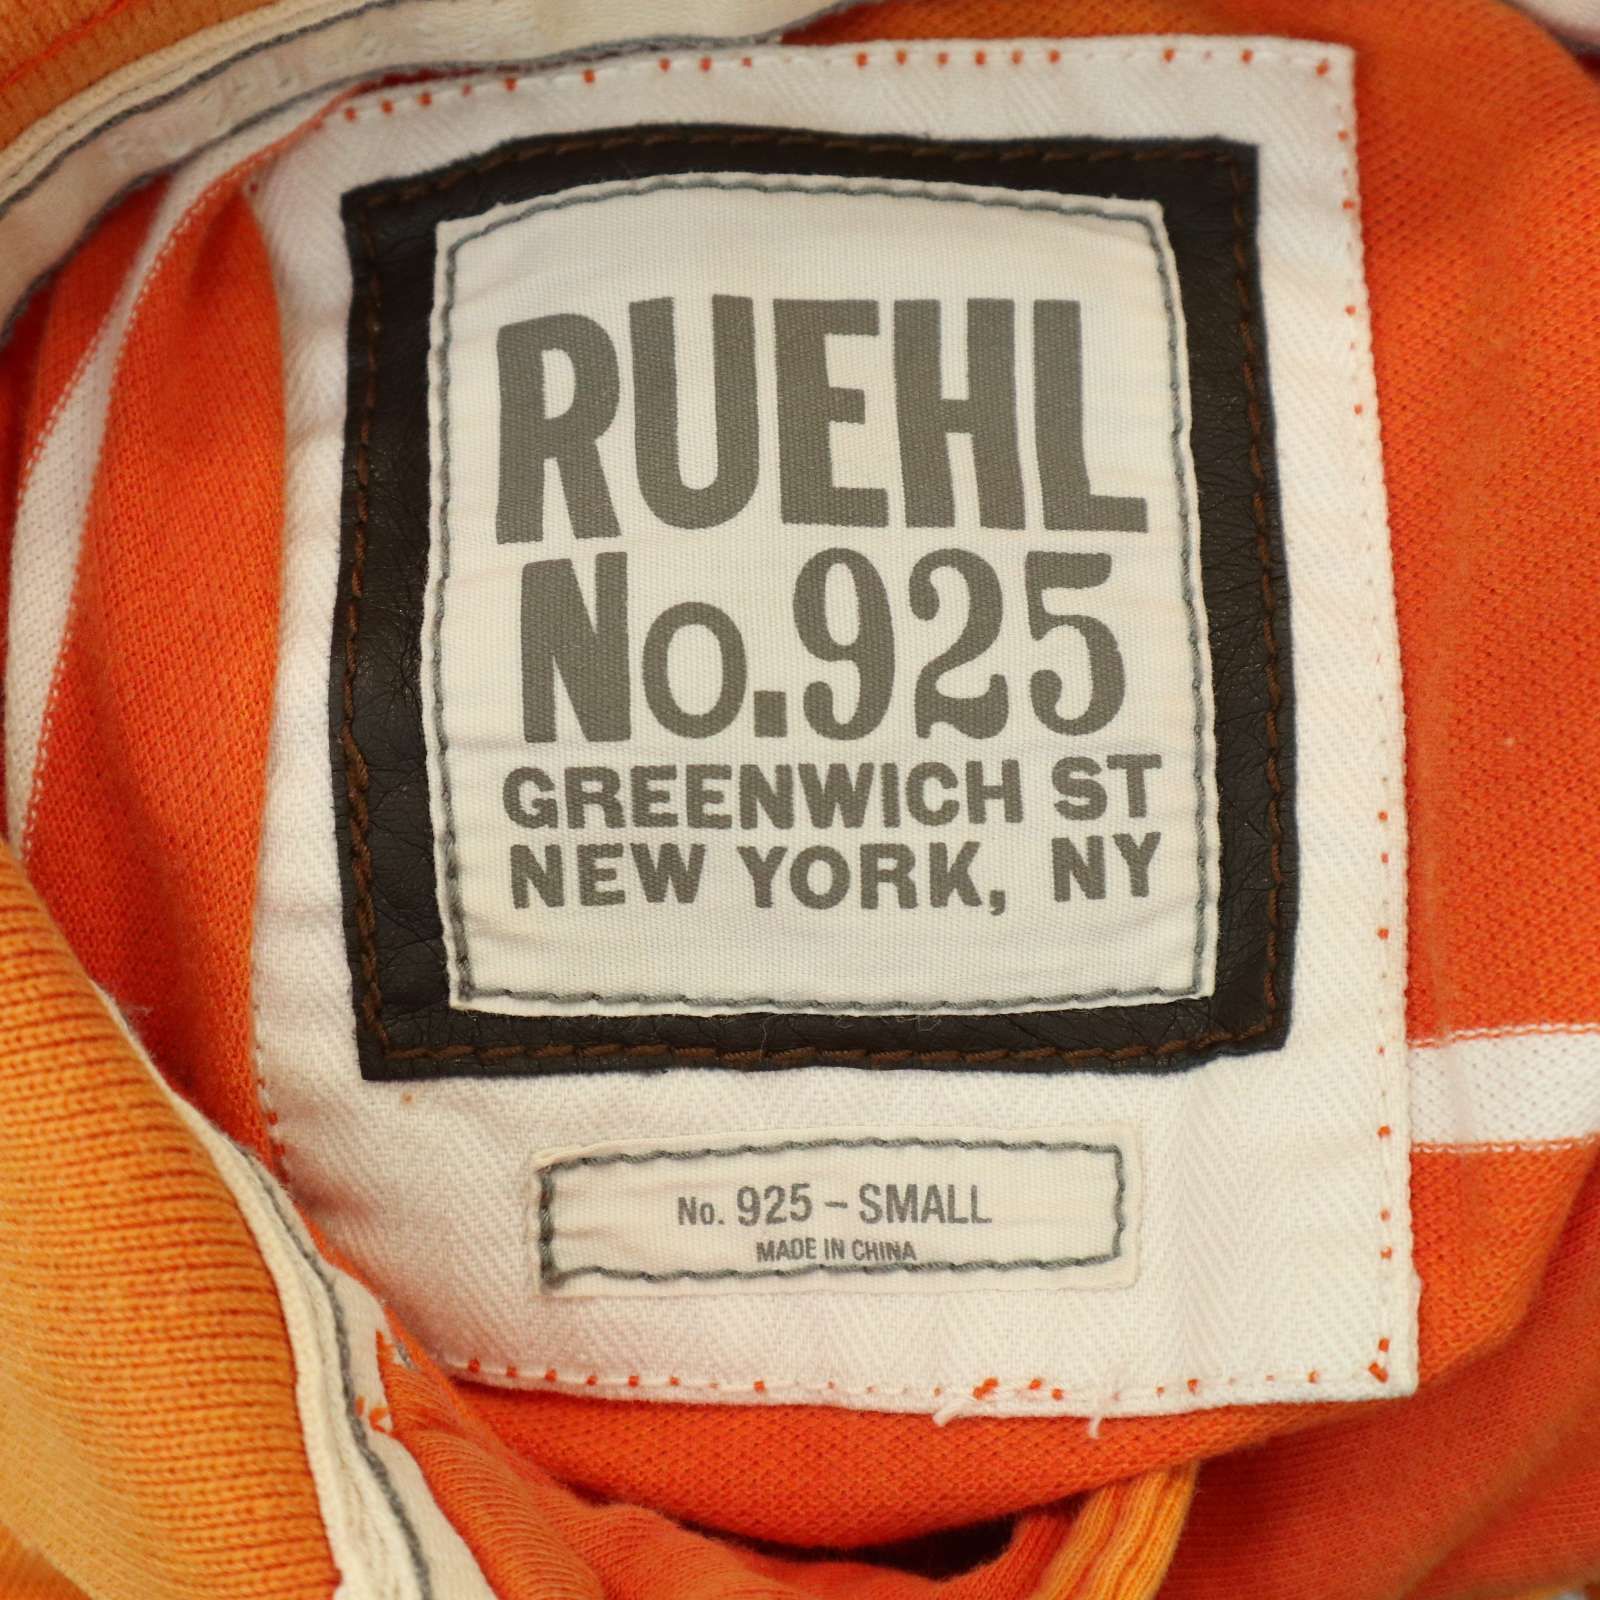 RUEHL
No.925
GREENWICH ST
NEW YORK, NY
No. 925 – SMALL
MADE IN CHINA